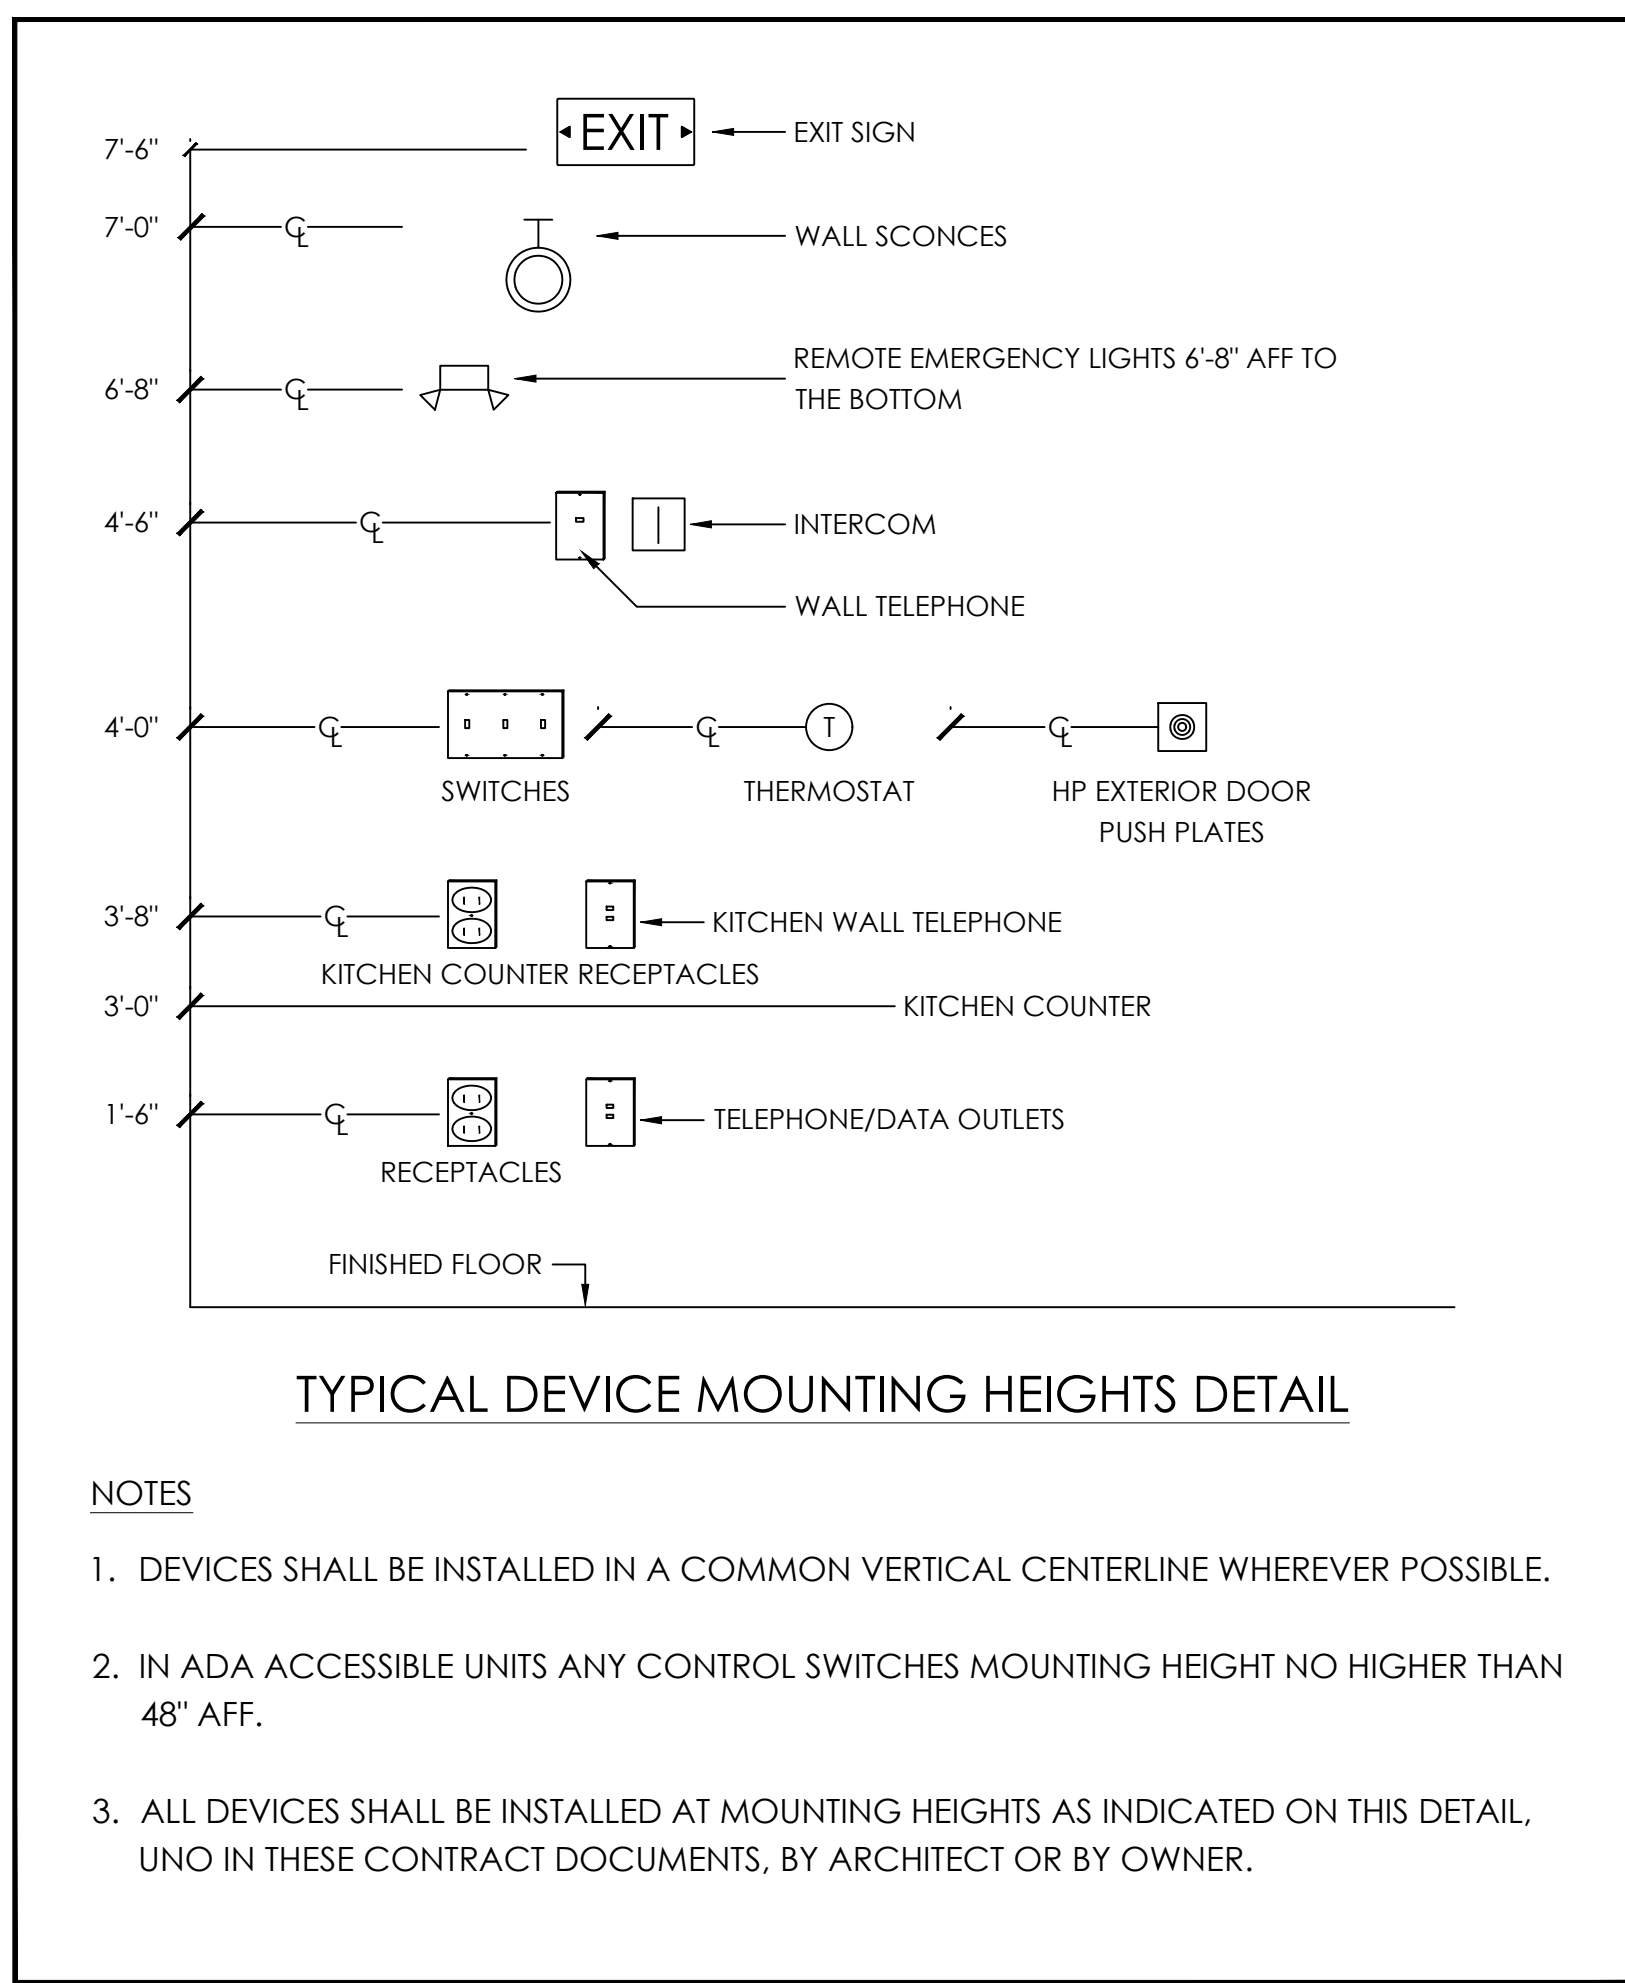 EXIT
7'-6"
EXIT SIGN
7'-0"
CL
WALL SCONCES
REMOTE EMERGENCY LIGHTS 6'-8" AFF TO
THE BOTTOM
6'-8"
CL
4'-6"
CL
INTERCOM
WALL TELEPHONE
4'-0"
CL
CL
T
CL
SWITCHES
THERMOSTAT
HP EXTERIOR DOOR
PUSH PLATES
3'-8"
CL
KITCHEN WALL TELEPHONE
KITCHEN COUNTER RECEPTACLES
3'-0"
KITCHEN COUNTER
1'-6"
CL
TELEPHONE/DATA OUTLETS
RECEPTACLES
FINISHED FLOOR
TYPICAL DEVICE MOUNTING HEIGHTS DETAIL
NOTES
1. DEVICES SHALL BE INSTALLED IN A COMMON VERTICAL CENTERLINE WHEREVER POSSIBLE.
2. IN ADA ACCESSIBLE UNITS ANY CONTROL SWITCHES MOUNTING HEIGHT NO HIGHER THAN
48" AFF.
3. ALL DEVICES SHALL BE INSTALLED AT MOUNTING HEIGHTS AS INDICATED ON THIS DETAIL,
UNO IN THESE CONTRACT DOCUMENTS, BY ARCHITECT OR BY OWNER.